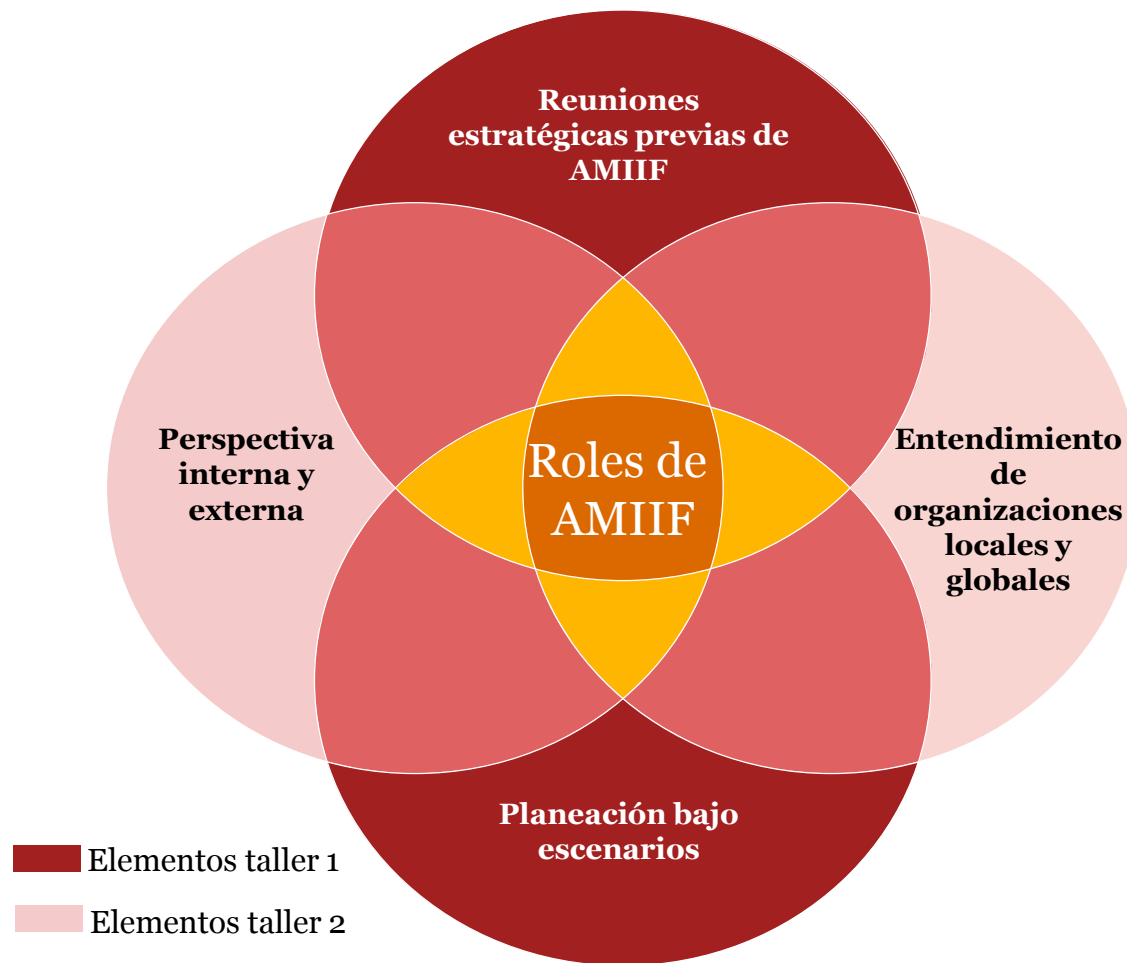 Reuniones
estratégicas previas de
AMIIF
Perspectiva
interna y
externa
Roles de
AMIIF
Entendimiento
de
organizaciones
locales y
globales
Planeación bajo
escenarios
Elementos taller 1
Elementos taller 2